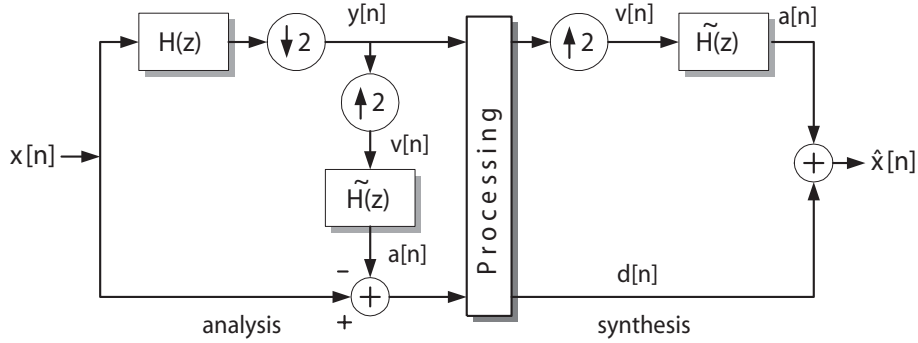 y[n]
v[n]
a[n]
H(z)
↓ 2
↑ 2
H̃(z)
↑ 2
v[n]
x[n]
+
x̂[n]
H̃(z)
Processing
a[n]
−
+
+
d[n]
analysis
synthesis